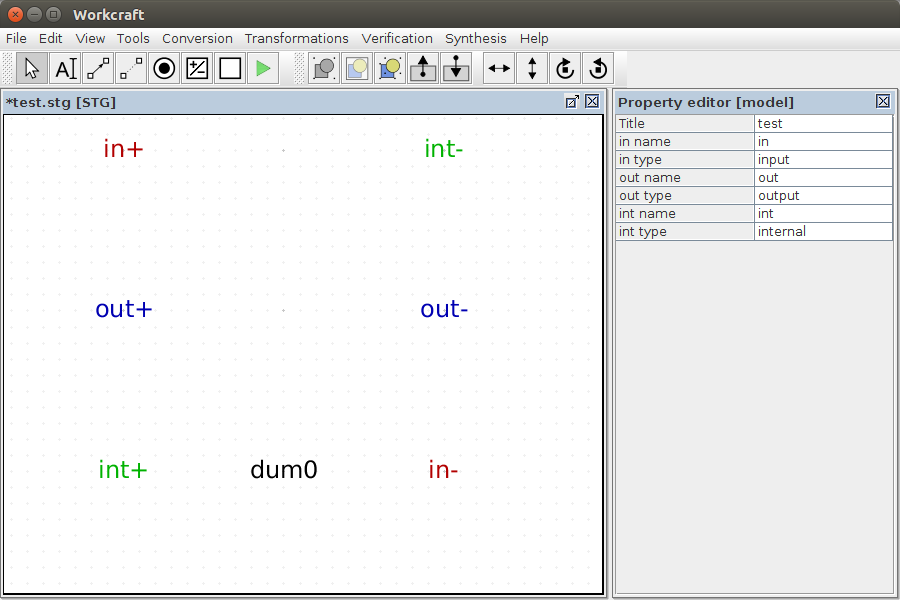 Workcraft
File Edit View Tools Conversion Transformations Verification Synthesis Help
AI
*test.stg [STG]
in+ int-
out+ out-
int+ dum0 in-
Property editor [model]
Title test
in name in
in type input
out name out
out type output
int name int
int type internal